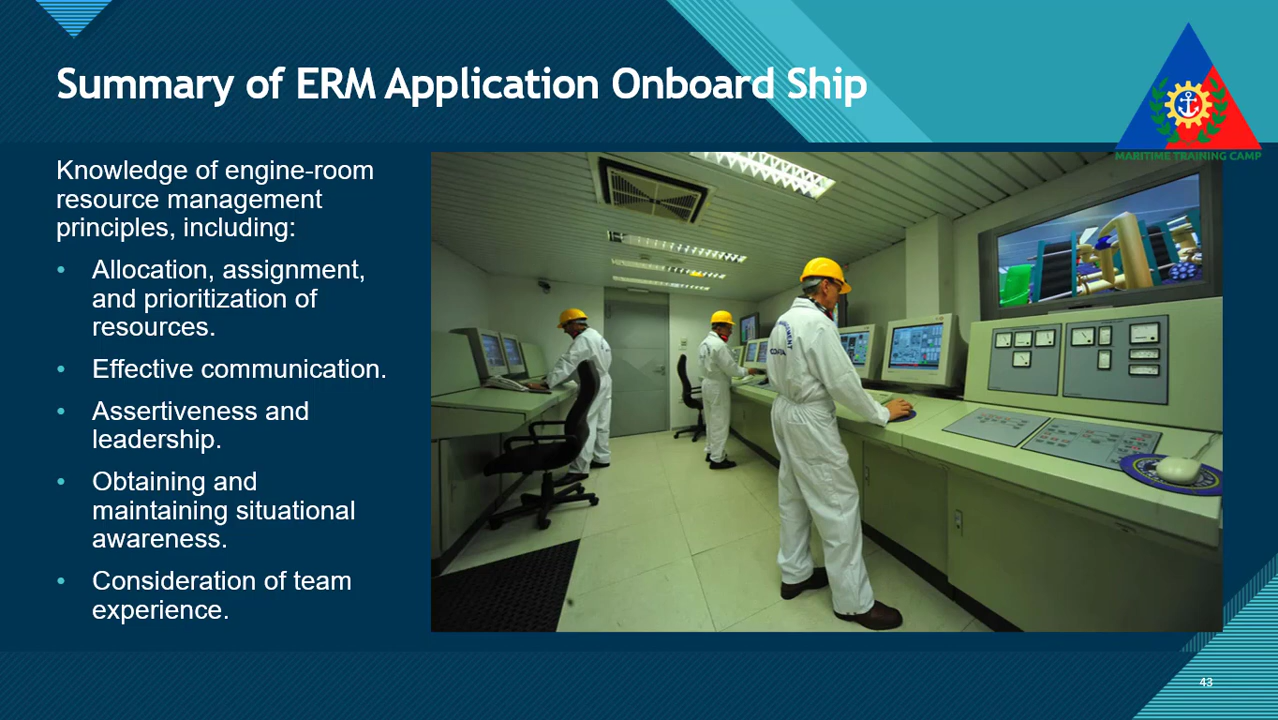 Summary of ERM Application Onboard Ship
MARITIME TRAINING CAMP
Knowledge of engine-room
resource management
principles, including:
• Allocation, assignment,
and prioritization of
resources.
• Effective communication.
• Assertiveness and
leadership.
• Obtaining and
maintaining situational
awareness.
• Consideration of team
experience.
43